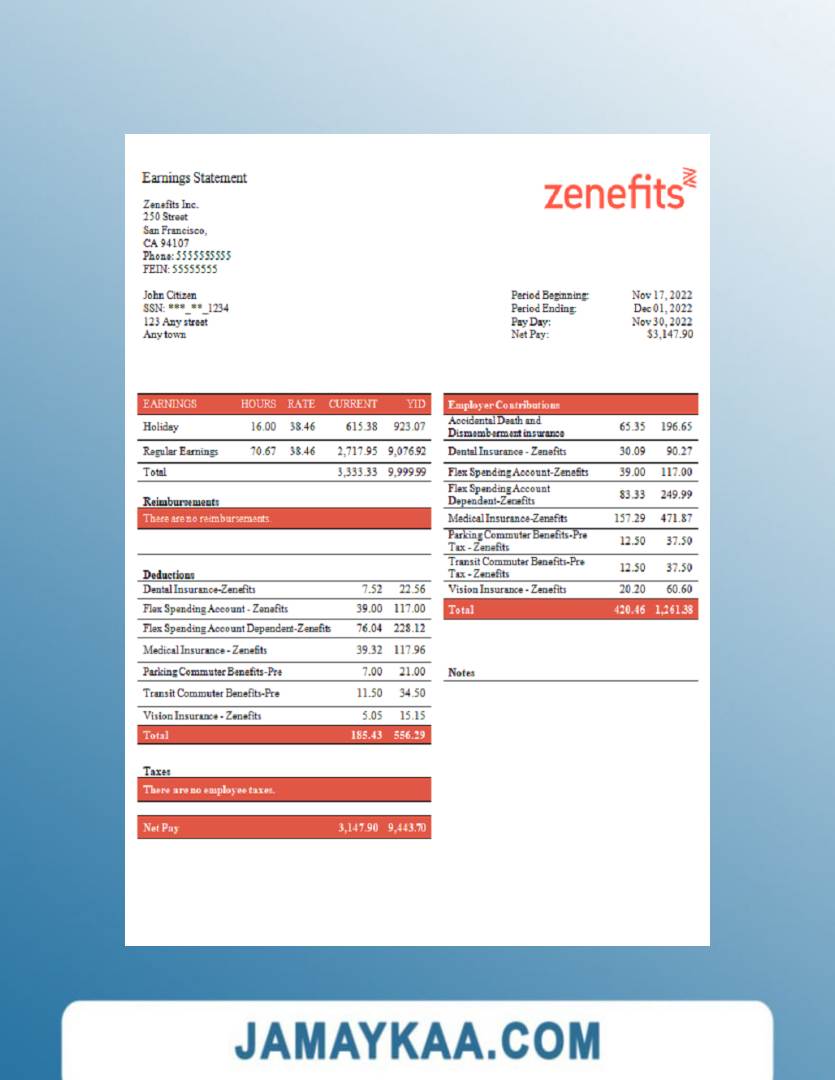 Earnings Statement
zenefits
Zenefits Inc.
250 Street
San Francisco,
CA 94107
Phone: 5555555555
FEIN: 55555555
John Citizen
SSN: ***_**_1234
123 Any street
Any town
Period Beginning: Nov 17, 2022
Period Ending: Dec 01, 2022
Pay Day: Nov 30, 2022
Net Pay: $3,147.90
EARNINGS HOURS RATE CURRENT YTD
Holiday 16.00 38.46 615.38 923.07
Regular Earnings 70.67 38.46 2,717.95 9,076.92
Total 3,333.33 9,999.99
Reimbursements
There are no reimbursements.
Deductions
Dental Insurance-Zenefits 7.52 22.56
Flex Spending Account - Zenefits 39.00 117.00
Flex Spending Account Dependent-Zenefits 76.04 228.12
Medical Insurance - Zenefits 39.32 117.96
Parking Commuter Benefits-Pre 7.00 21.00
Transit Commuter Benefits-Pre 11.50 34.50
Vision Insurance - Zenefits 5.05 15.15
Total 185.43 556.29
Taxes
There are no employee taxes.
Net Pay 3,147.90 9,443.70
Employer Contributions
Accidental Death and
Dismemberment insurance 65.35 196.65
Dental Insurance - Zenefits 30.09 90.27
Flex Spending Account-Zenefits 39.00 117.00
Flex Spending Account
Dependent-Zenefits 83.33 249.99
Medical Insurance-Zenefits 157.29 471.87
Parking Commuter Benefits-Pre
Tax - Zenefits 12.50 37.50
Transit Commuter Benefits-Pre
Tax - Zenefits 12.50 37.50
Vision Insurance - Zenefits 20.20 60.60
Total 420.46 1,261.38
Notes
JAMAYKAA.COM